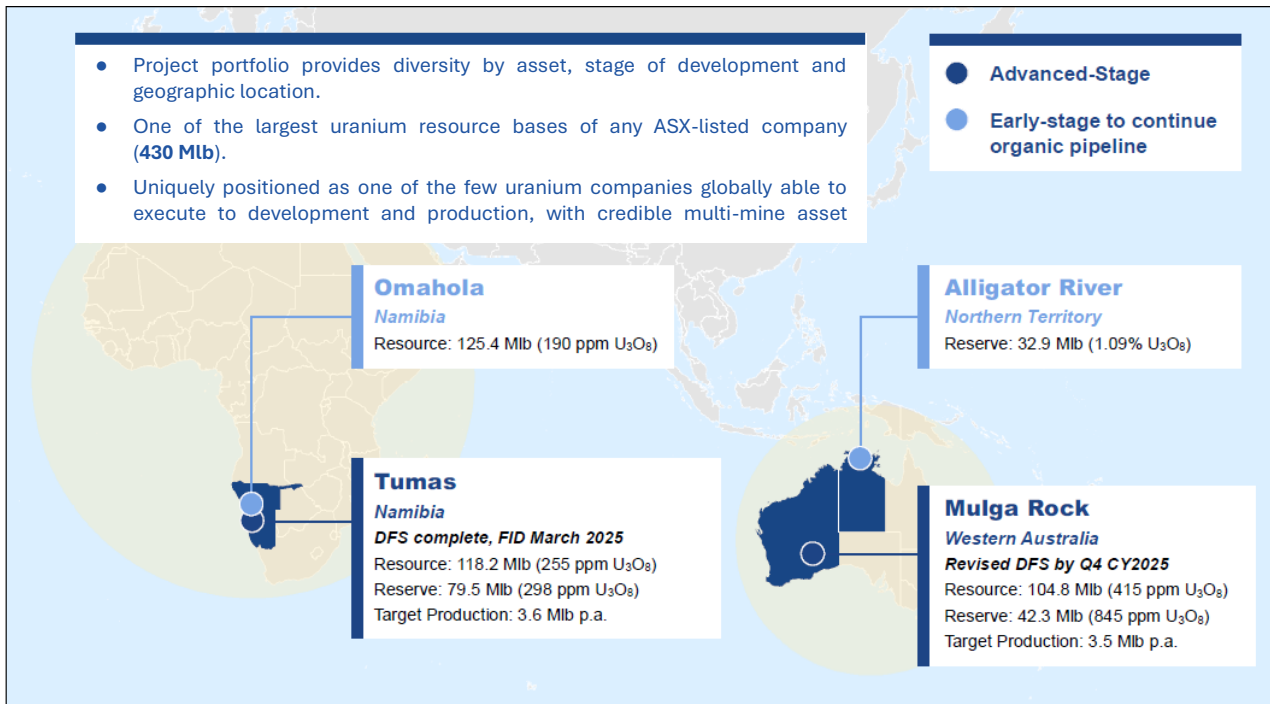 ● Project portfolio provides diversity by asset, stage of development and
geographic location.
● One of the largest uranium resource bases of any ASX-listed company
(430 Mlb).
● Uniquely positioned as one of the few uranium companies globally able to
execute to development and production, with credible multi-mine asset
Advanced-Stage
Early-stage to continue
organic pipeline
Omahola
Namibia
Resource: 125.4 Mlb (190 ppm U₃O₈)
Alligator River
Northern Territory
Reserve: 32.9 Mlb (1.09% U₃O₈)
Tumas
Namibia
DFS complete, FID March 2025
Resource: 118.2 Mlb (255 ppm U₃O₈)
Reserve: 79.5 Mlb (298 ppm U₃O₈)
Target Production: 3.6 Mlb p.a.
Mulga Rock
Western Australia
Revised DFS by Q4 CY2025
Resource: 104.8 Mlb (415 ppm U₃O₈)
Reserve: 42.3 Mlb (845 ppm U₃O₈)
Target Production: 3.5 Mlb p.a.